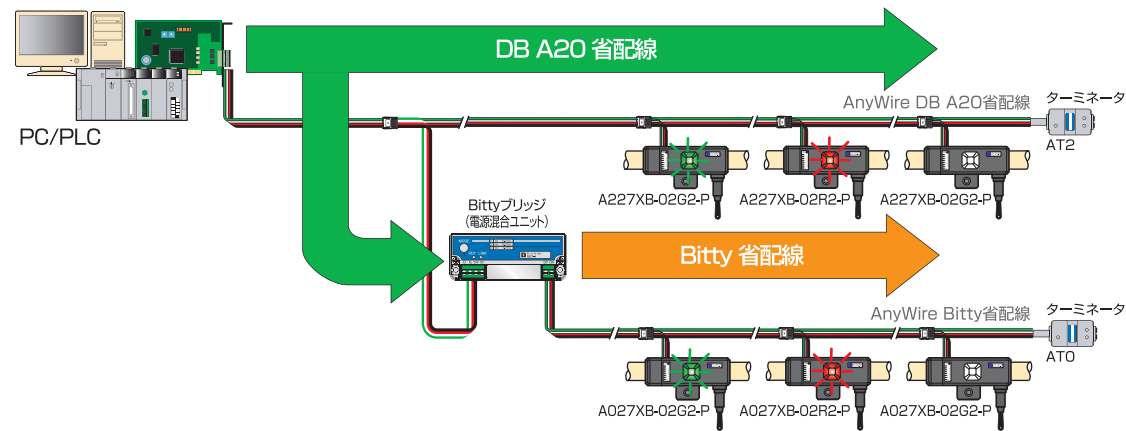 DB A20 省配線
AnyWire DB A20省配線
ターミネータ
AT2
PC/PLC
A227XB-02G2-P
A227XB-02R2-P
A227XB-02G2-P
Bittyブリッジ
(電源混合ユニット)
Bitty 省配線
AnyWire Bitty省配線
ターミネータ
AT0
A027XB-02G2-P
A027XB-02R2-P
A027XB-02G2-P